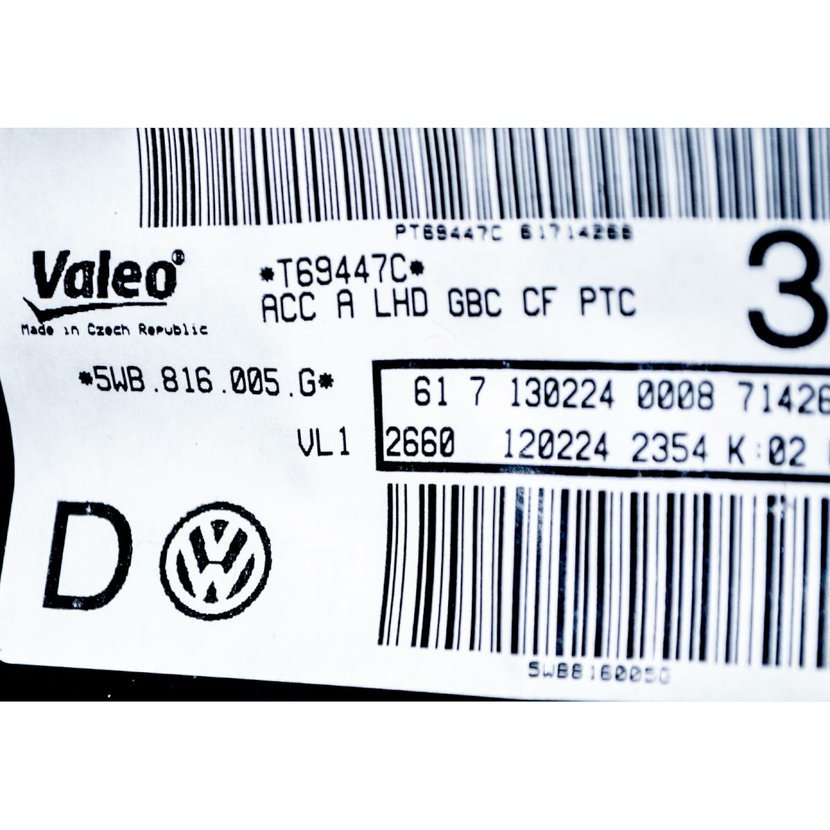 PT69447C 61714266
Valeo®
*T69447C*
ACC A LHD GBC CF PTC
3
Made in Czech Republic
*5WB.816.005.G*
61 7 130224 0008 71426
VL1
2660 120224 2354 K:02
D
5WB816005G